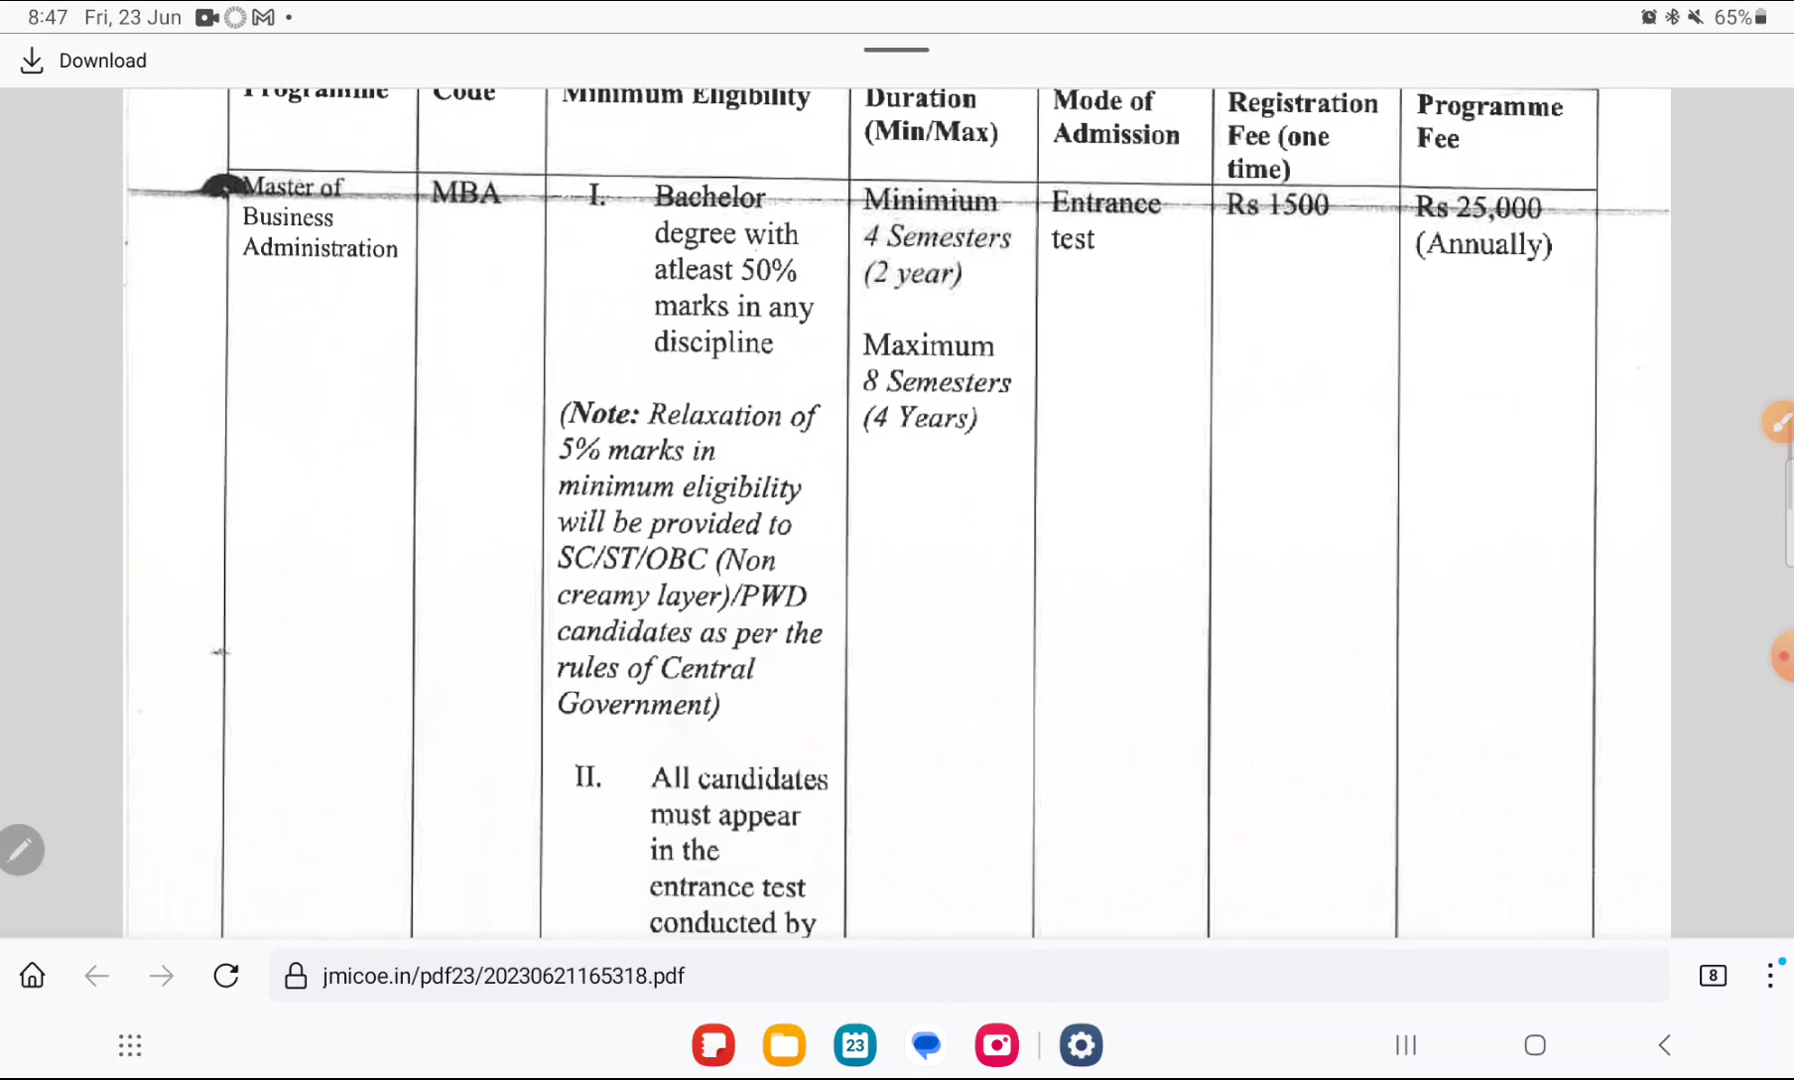 8:47 Fri, 23 Jun
65%
Download
Programme
Code
Minimum Eligibility
Duration
(Min/Max)
Mode of
Admission
Registration
Fee (one
time)
Programme
Fee
Master of
Business
Administration
MBA
I. Bachelor
degree with
atleast 50%
marks in any
discipline
(Note: Relaxation of
5% marks in
minimum eligibility
will be provided to
SC/ST/OBC (Non
creamy layer)/PWD
candidates as per the
rules of Central
Government)
II. All candidates
must appear
in the
entrance test
conducted by
Minimium
4 Semesters
(2 year)
Maximum
8 Semesters
(4 Years)
Entrance
test
Rs 1500
Rs 25,000
(Annually)
jmicoe.in/pdf23/20230621165318.pdf
8
23